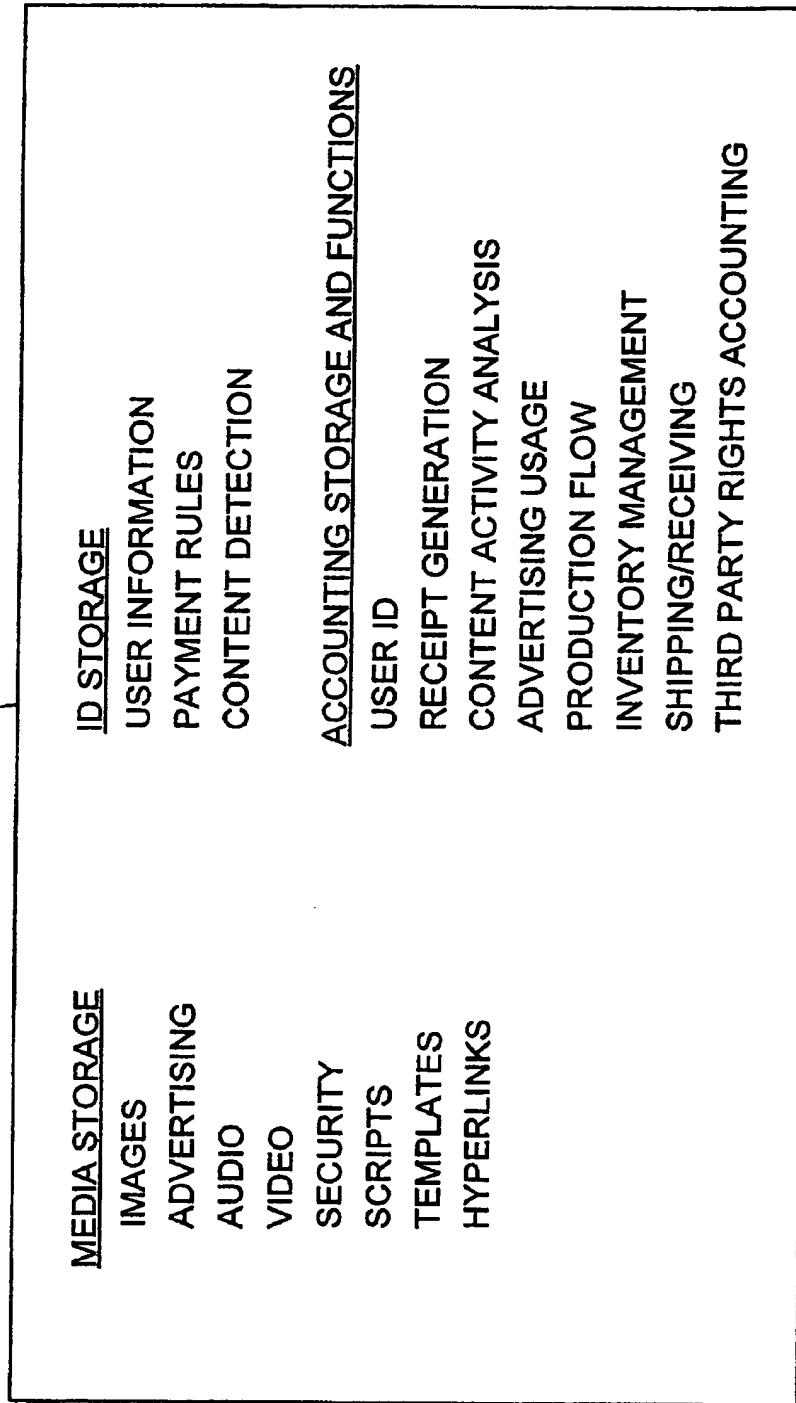 MEDIA STORAGE
IMAGES
ADVERTISING
AUDIO
VIDEO
SECURITY
SCRIPTS
TEMPLATES
HYPERLINKS
ID STORAGE
USER INFORMATION
PAYMENT RULES
CONTENT DETECTION
ACCOUNTING STORAGE AND FUNCTIONS
USER ID
RECEIPT GENERATION
CONTENT ACTIVITY ANALYSIS
ADVERTISING USAGE
PRODUCTION FLOW
INVENTORY MANAGEMENT
SHIPPING/RECEIVING
THIRD PARTY RIGHTS ACCOUNTING